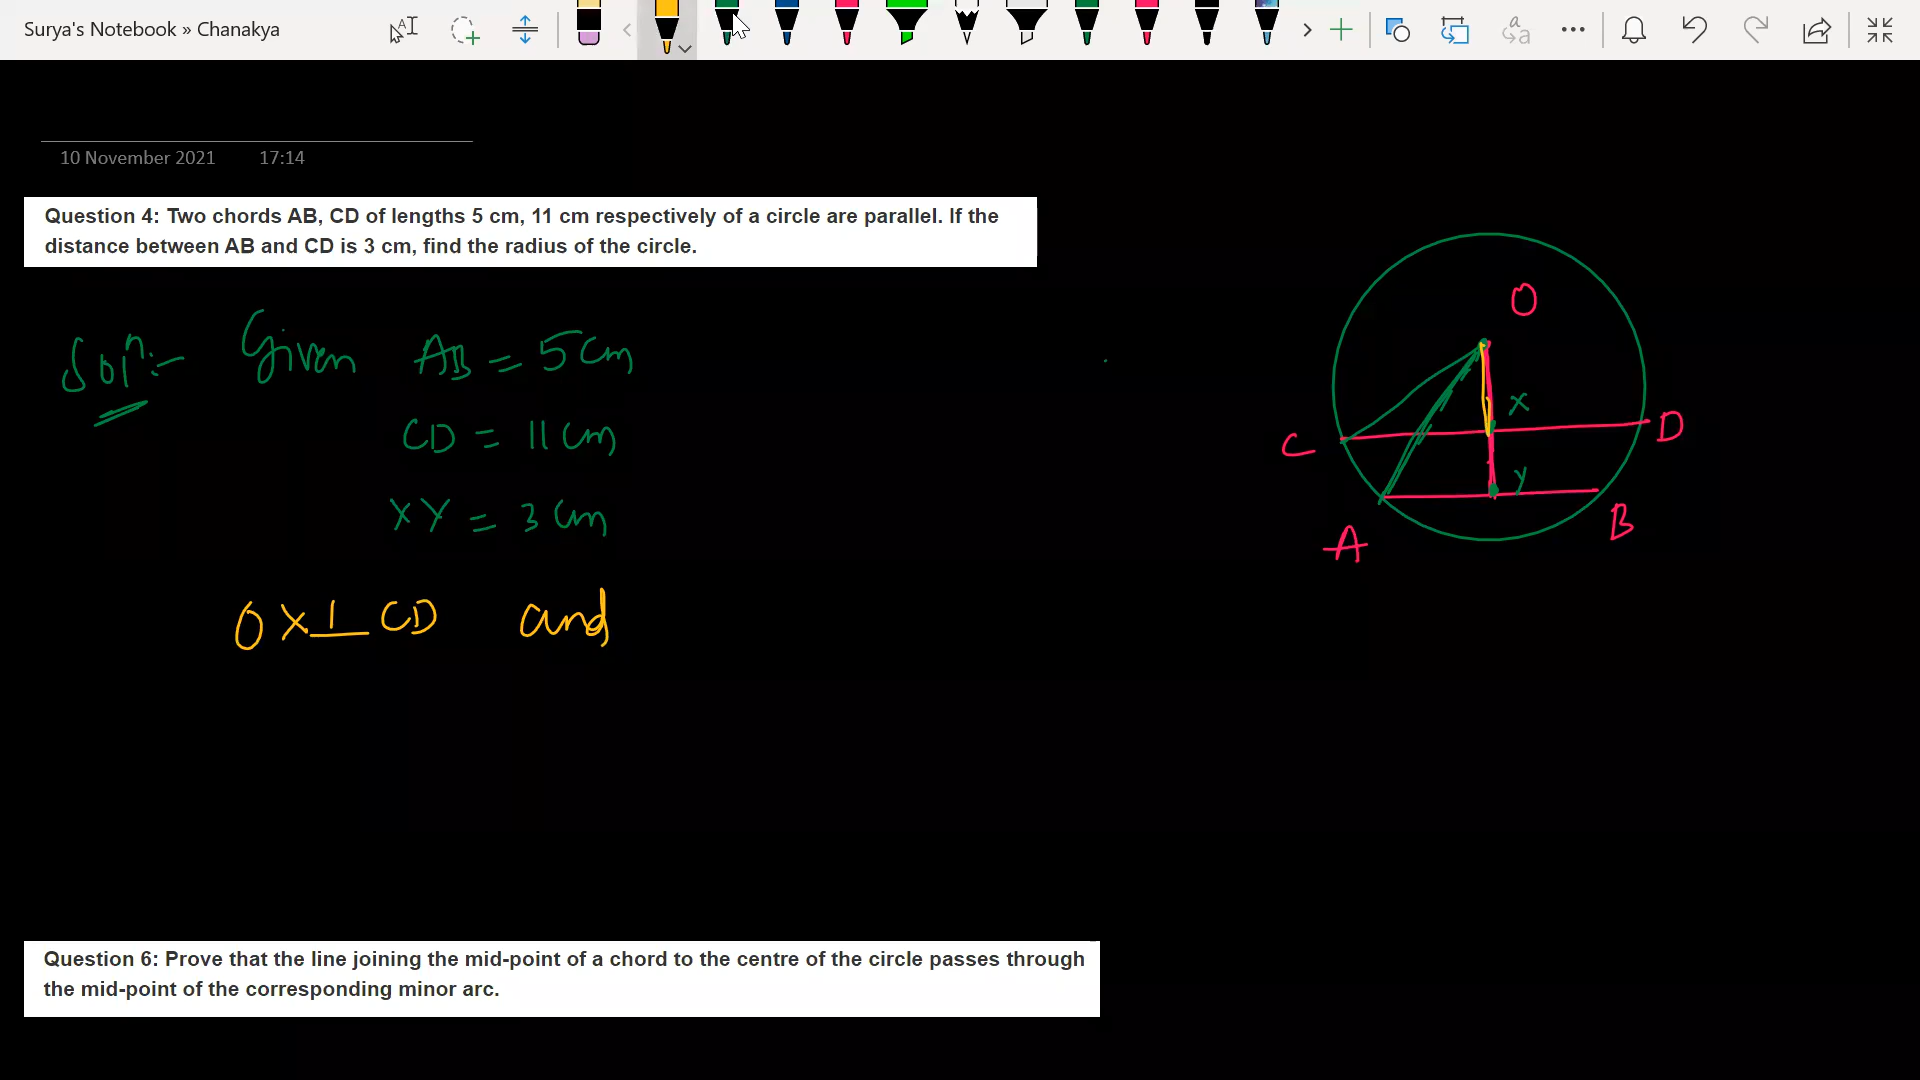 Surya's Notebook » Chanakya
10 November 2021 17:14
Question 4: Two chords AB, CD of lengths 5 cm, 11 cm respectively of a circle are parallel. If the
distance between AB and CD is 3 cm, find the radius of the circle.
Solⁿ:- Given AB = 5 cm
CD = 11 cm
XY = 3 cm
OX ⊥ CD and
O
X
C D
Y
A B
Question 6: Prove that the line joining the mid-point of a chord to the centre of the circle passes through
the mid-point of the corresponding minor arc.